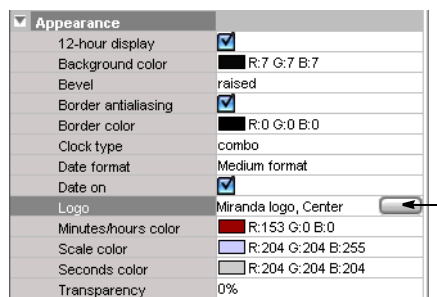 Appearance
12-hour display
Background color R:7 G:7 B:7
Bevel raised
Border antialiasing
Border color R:0 G:0 B:0
Clock type combo
Date format Medium format
Date on
Logo Miranda logo, Center
Minutes/hours color R:153 G:0 B:0
Scale color R:204 G:204 B:255
Seconds color R:204 G:204 B:204
Transparency 0%